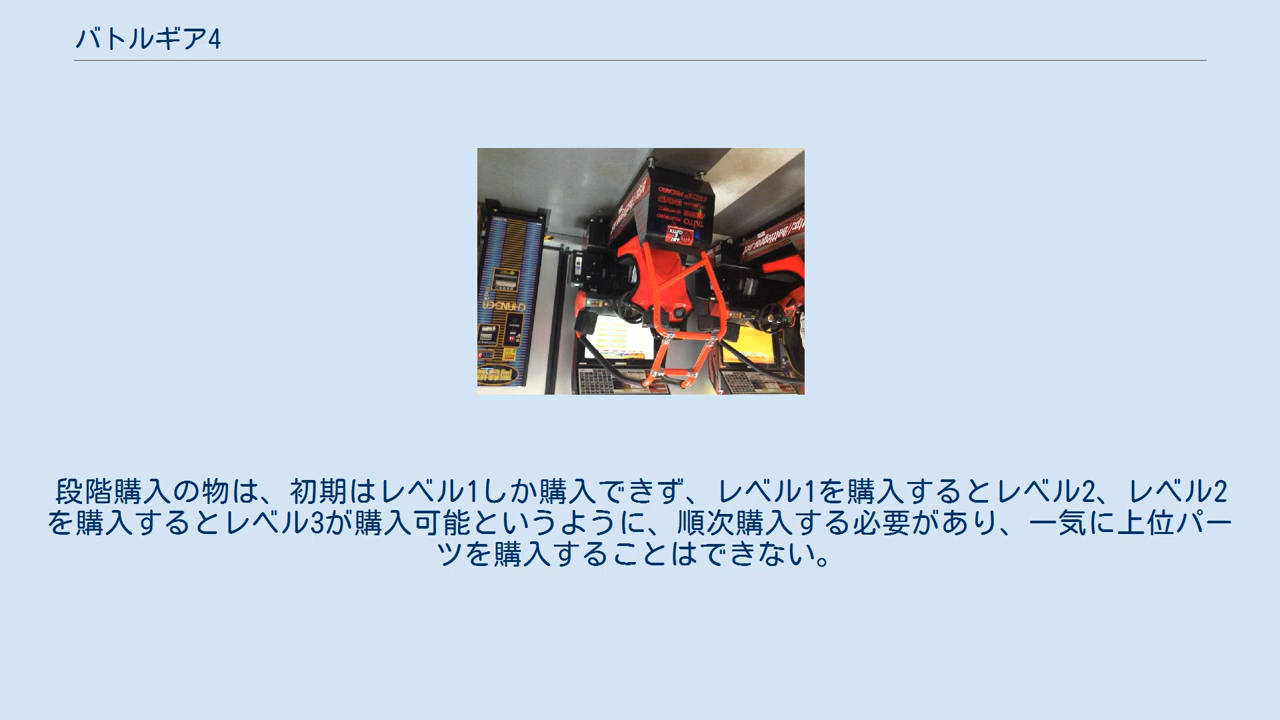 バトルギア4
TAITO
CHANGER
段階購入の物は、初期はレベル1しか購入できず、レベル1を購入するとレベル2、レベル2
を購入するとレベル3が購入可能というように、順次購入する必要があり、一気に上位パー
ツを購入することはできない。